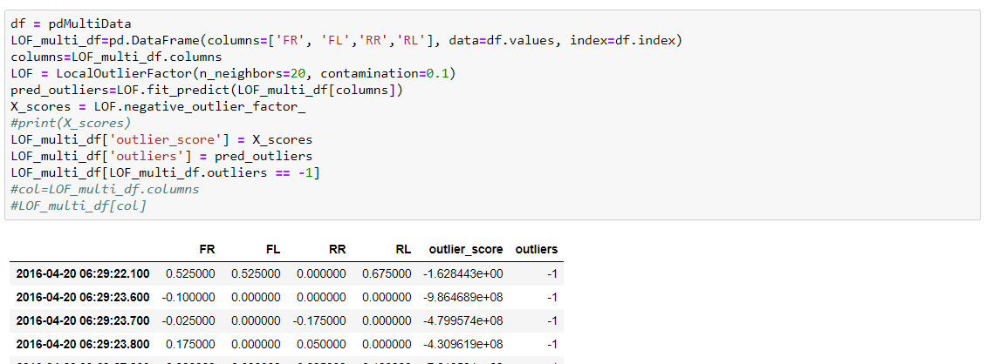 df = pdMultiData
LOF_multi_df=pd.DataFrame(columns=['FR', 'FL','RR','RL'], data=df.values, index=df.index)
columns=LOF_multi_df.columns
LOF = LocalOutlierFactor(n_neighbors=20, contamination=0.1)
pred_outliers=LOF.fit_predict(LOF_multi_df[columns])
X_scores = LOF.negative_outlier_factor_
#print(X_scores)
LOF_multi_df['outlier_score'] = X_scores
LOF_multi_df['outliers'] = pred_outliers
LOF_multi_df[LOF_multi_df.outliers == -1]
#col=LOF_multi_df.columns
#LOF_multi_df[col]
FR FL RR RL outlier_score outliers
2016-04-20 06:29:22.100 0.525000 0.525000 0.000000 0.675000 -1.628443e+00 -1
2016-04-20 06:29:23.600 -0.100000 0.000000 0.000000 0.000000 -9.864689e+08 -1
2016-04-20 06:29:23.700 -0.025000 0.000000 -0.175000 0.000000 -4.799574e+08 -1
2016-04-20 06:29:23.800 0.175000 0.000000 0.050000 0.000000 -4.309619e+08 -1